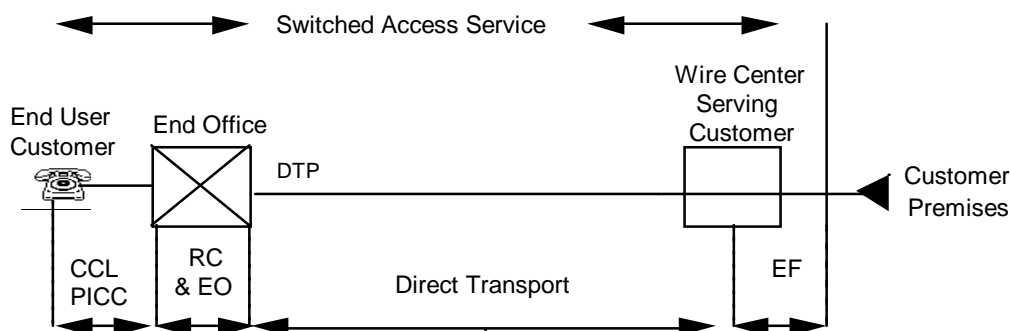 Switched Access Service
Wire Center
Serving
Customer
End User
Customer
End Office
DTP
Customer
Premises
CCL
PICC
RC
& EO
Direct Transport
EF